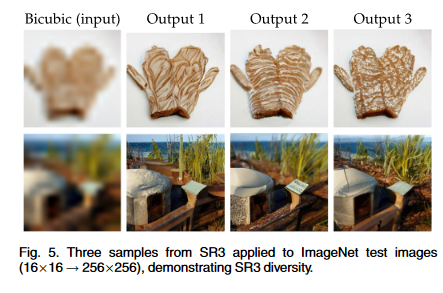 Bicubic (input) Output 1 Output 2 Output 3
Fig. 5. Three samples from SR3 applied to ImageNet test images
(16×16 → 256×256), demonstrating SR3 diversity.